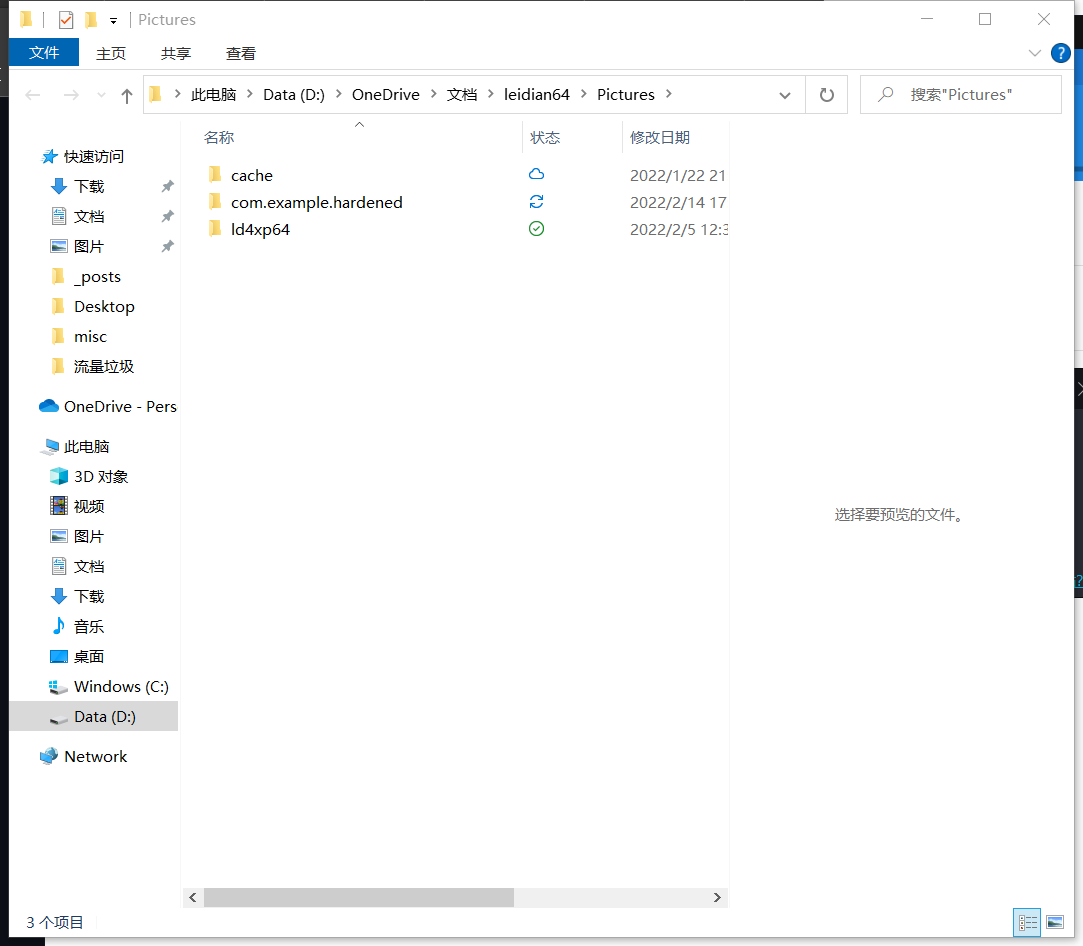 Pictures
文件 主页 共享 查看
此电脑 Data (D:) OneDrive 文档 leidian64 Pictures 搜索"Pictures"
名称 状态 修改日期
cache 2022/1/22 21
com.example.hardened 2022/2/14 17
ld4xp64 2022/2/5 12:3
快速访问
下载
文档
图片
_posts
Desktop
misc
流量垃圾
OneDrive - Pers
此电脑
3D 对象
视频
图片
文档
下载
音乐
桌面
Windows (C:)
Data (D:)
Network
选择要预览的文件。
3 个项目